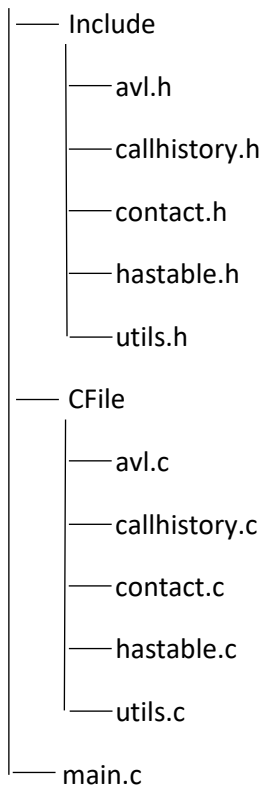 Include
avl.h
callhistory.h
contact.h
hastable.h
utils.h
CFile
avl.c
callhistory.c
contact.c
hastable.c
utils.c
main.c